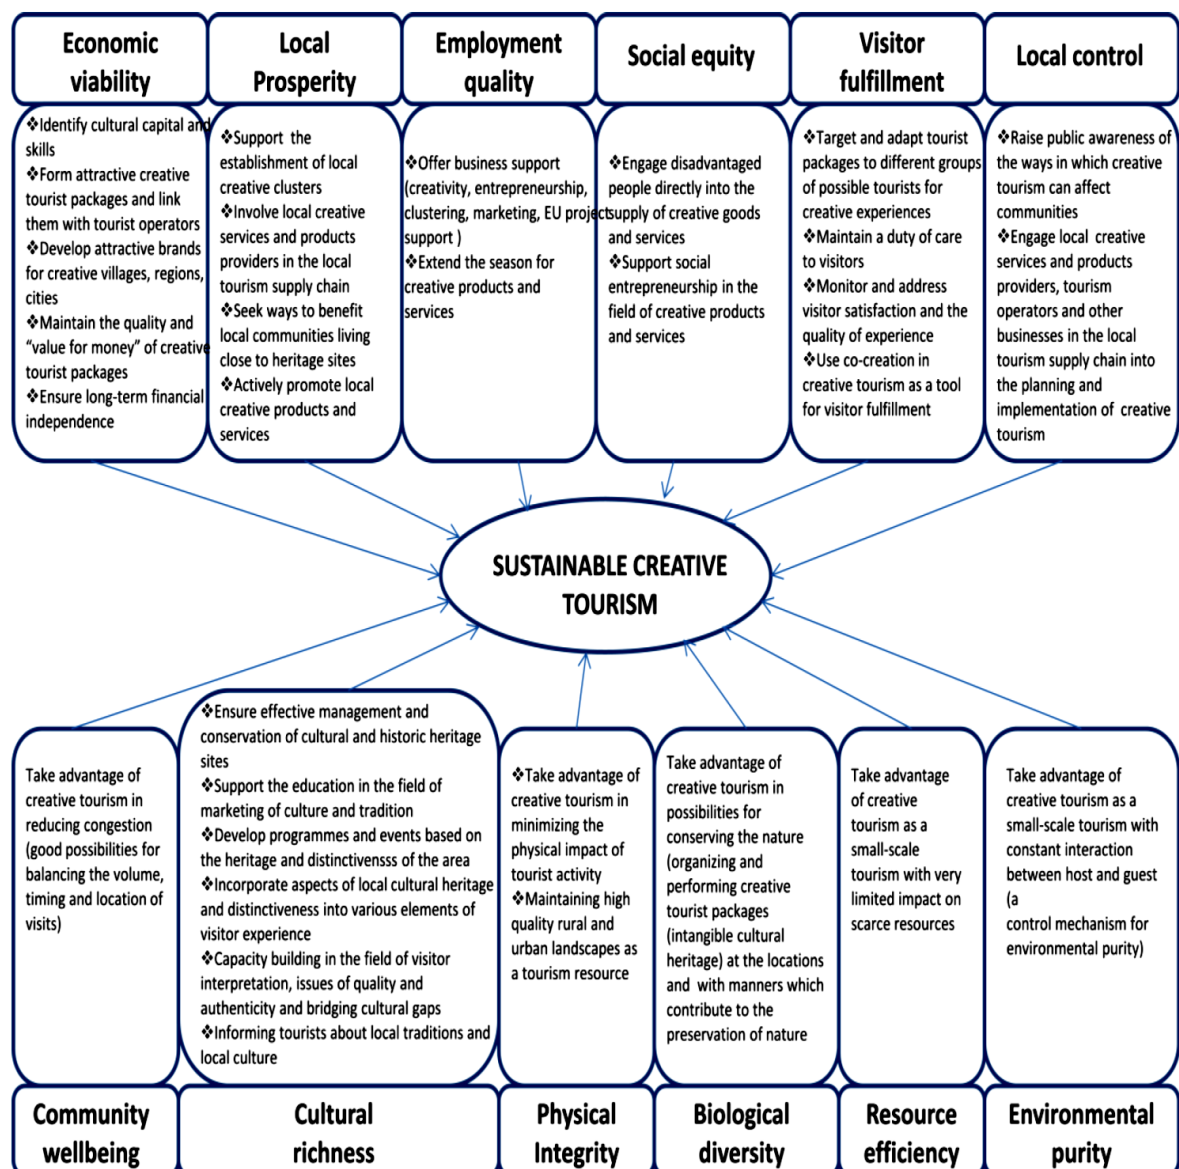 Economic
viability
❖Identify cultural capital and
skills
❖Form attractive creative
tourist packages and link
them with tourist operators
❖Develop attractive brands
for creative villages, regions,
cities
❖Maintain the quality and
“value for money” of creative
tourist packages
❖Ensure long-term financial
independence
Local
Prosperity
❖Support the
establishment of local
creative clusters
❖Involve local creative
services and products
providers in the local
tourism supply chain
❖Seek ways to benefit
local communities living
close to heritage sites
❖Actively promote local
creative products and
services
Employment
quality
❖Offer business support
(creativity, entrepreneurship,
clustering, marketing, EU project
support )
❖Extend the season for
creative products and
services
Social equity
❖Engage disadvantaged
people directly into the
supply of creative goods
and services
❖Support social
entrepreneurship in the
field of creative products
and services
Visitor
fulfillment
❖Target and adapt tourist
packages to different groups
of possible tourists for
creative experiences
❖Maintain a duty of care
to visitors
❖Monitor and address
visitor satisfaction and the
quality of experience
❖Use co-creation in
creative tourism as a tool
for visitor fulfillment
Local control
❖Raise public awareness of
the ways in which creative
tourism can affect
communities
❖Engage local creative
services and products
providers, tourism
operators and other
businesses in the local
tourism supply chain into
the planning and
implementation of creative
tourism
SUSTAINABLE CREATIVE
TOURISM
Take advantage of
creative tourism in
reducing congestion
(good possibilities for
balancing the volume,
timing and location of
visits)
Community
wellbeing
❖Ensure effective management and
conservation of cultural and historic heritage
sites
❖Support the education in the field of
marketing of culture and tradition
❖Develop programmes and events based on
the heritage and distinctivensss of the area
❖Incorporate aspects of local cultural heritage
and distinctiveness into various elements of
visitor experience
❖Capacity building in the field of visitor
interpretation, issues of quality and
authenticity and bridging cultural gaps
❖Informing tourists about local traditions and
local culture
Cultural
richness
❖Take advantage of
creative tourism in
minimizing the
physical impact of
tourist activity
❖Maintaining high
quality rural and
urban landscapes as
a tourism resource
Physical
Integrity
Take advantage of
creative tourism in
possibilities for
conserving the nature
(organizing and
performing creative
tourist packages
(intangible cultural
heritage) at the locations
and with manners which
contribute to the
preservation of nature
Biological
diversity
Take advantage
of creative
tourism as a
small-scale
tourism with very
limited impact on
scarce resources
Resource
efficiency
Take advantage of
creative tourism as a
small-scale tourism with
constant interaction
between host and guest
(a
control mechanism for
environmental purity)
Environmental
purity